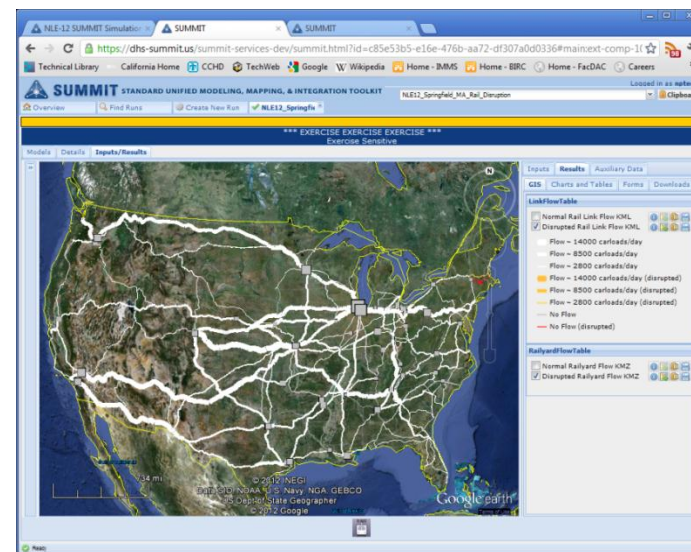 NLE-12 SUMMIT Simulation
SUMMIT
SUMMIT
https://dhs-summit.us/summit-services-dev/summit.html?id=c85e53b5-e16e-476b-aa72-df307a0d0336#main:ext-comp-10
Technical Library
California Home
CCHD
TechWeb
Google
Wikipedia
Home - IMMS
Home - BIRC
Home - FacDAC
Careers
SUMMIT STANDARD UNIFIED MODELING, MAPPING, & INTEGRATION TOOLKIT
NLE12_Springfield_MA_Rail_Disruption
Logged in as
Clipboa
Overview
Find Runs
Create New Run
NLE12_Springfie
*** EXERCISE EXERCISE EXERCISE ***
Exercise Sensitive
Models
Details
Inputs/Results
Inputs
Results
Auxiliary Data
GIS
Charts and Tables
Forms
Downloads
LinkFlowTable
Normal Rail Link Flow KML
Disrupted Rail Link Flow KML
Flow ~ 14000 carloads/day
Flow ~ 8500 carloads/day
Flow ~ 2800 carloads/day
Flow ~ 14000 carloads/day (disrupted)
Flow ~ 8500 carloads/day (disrupted)
Flow ~ 2800 carloads/day (disrupted)
No Flow
No Flow (disrupted)
RailyardFlowTable
Normal Railyard Flow KMZ
Disrupted Railyard Flow KMZ
N
734 mi
© 2012 INEGI
Data SIO, NOAA, U.S. Navy, NGA, GEBCO
US Dept of State Geographer
© 2012 Google
Google earth
Ready